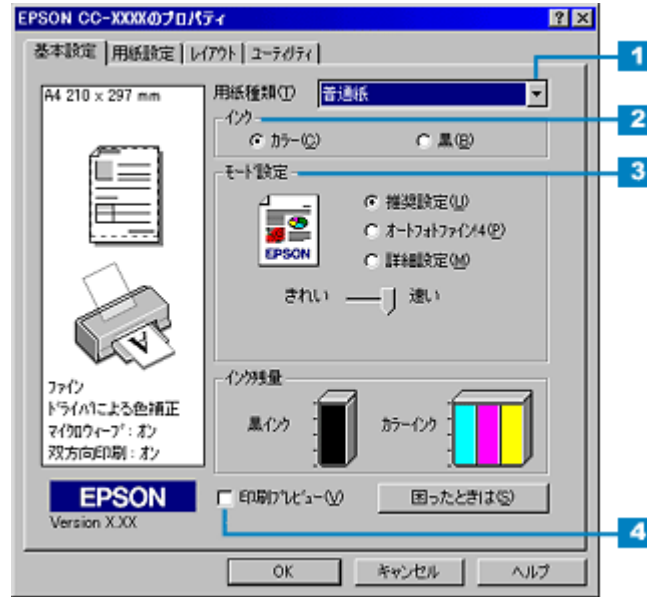 EPSON CC-XXXXのプロパティ
基本設定 用紙設定 レイアウト ユーティリティ
1
A4 210 x 297 mm
用紙種類(T) 普通紙
インク
2
カラー(C) 黒(B)
モード設定
3
EPSON
推奨設定(U)
オートフォトファイン!4(P)
詳細設定(M)
きれい 速い
A
ファイン
ドライバによる色補正
マイクロウィーブ : オン
双方向印刷 : オン
インク残量
黒インク カラーインク
EPSON
Version X.XX
印刷プレビュー(V) 困ったときは(S)
4
OK キャンセル ヘルプ